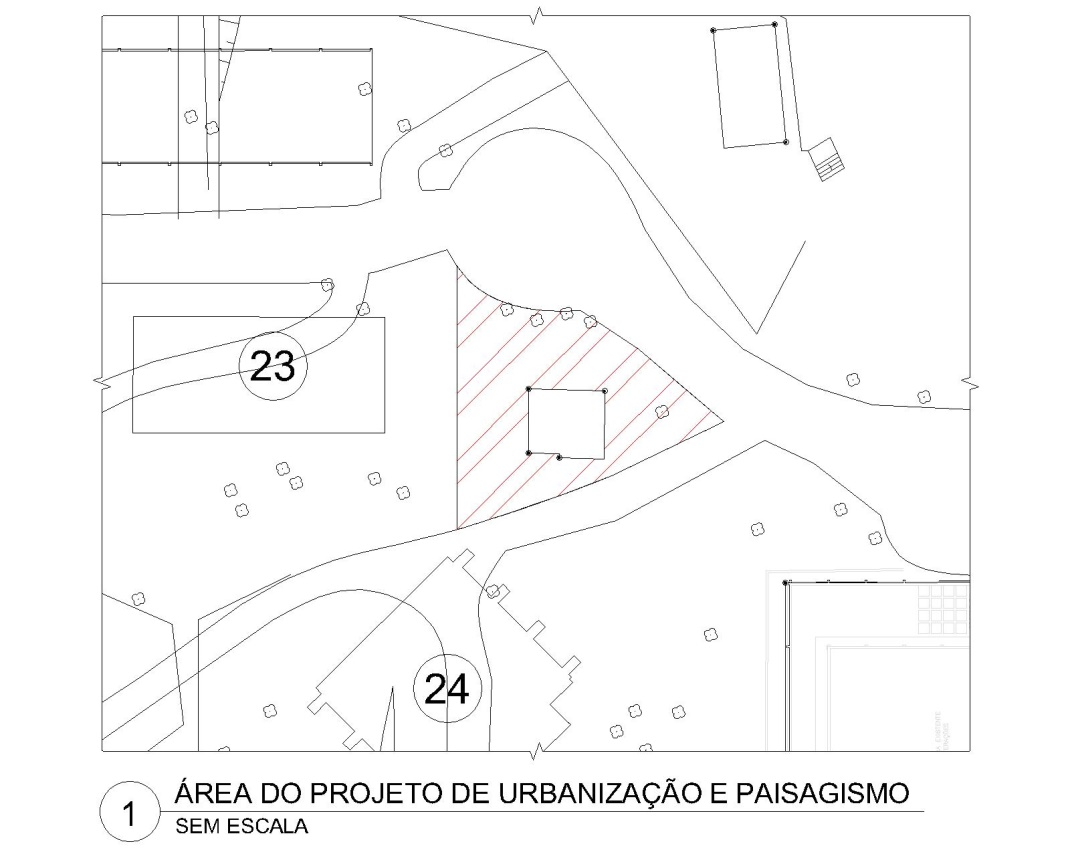 23
24
1
ÁREA DO PROJETO DE URBANIZAÇÃO E PAISAGISMO
SEM ESCALA